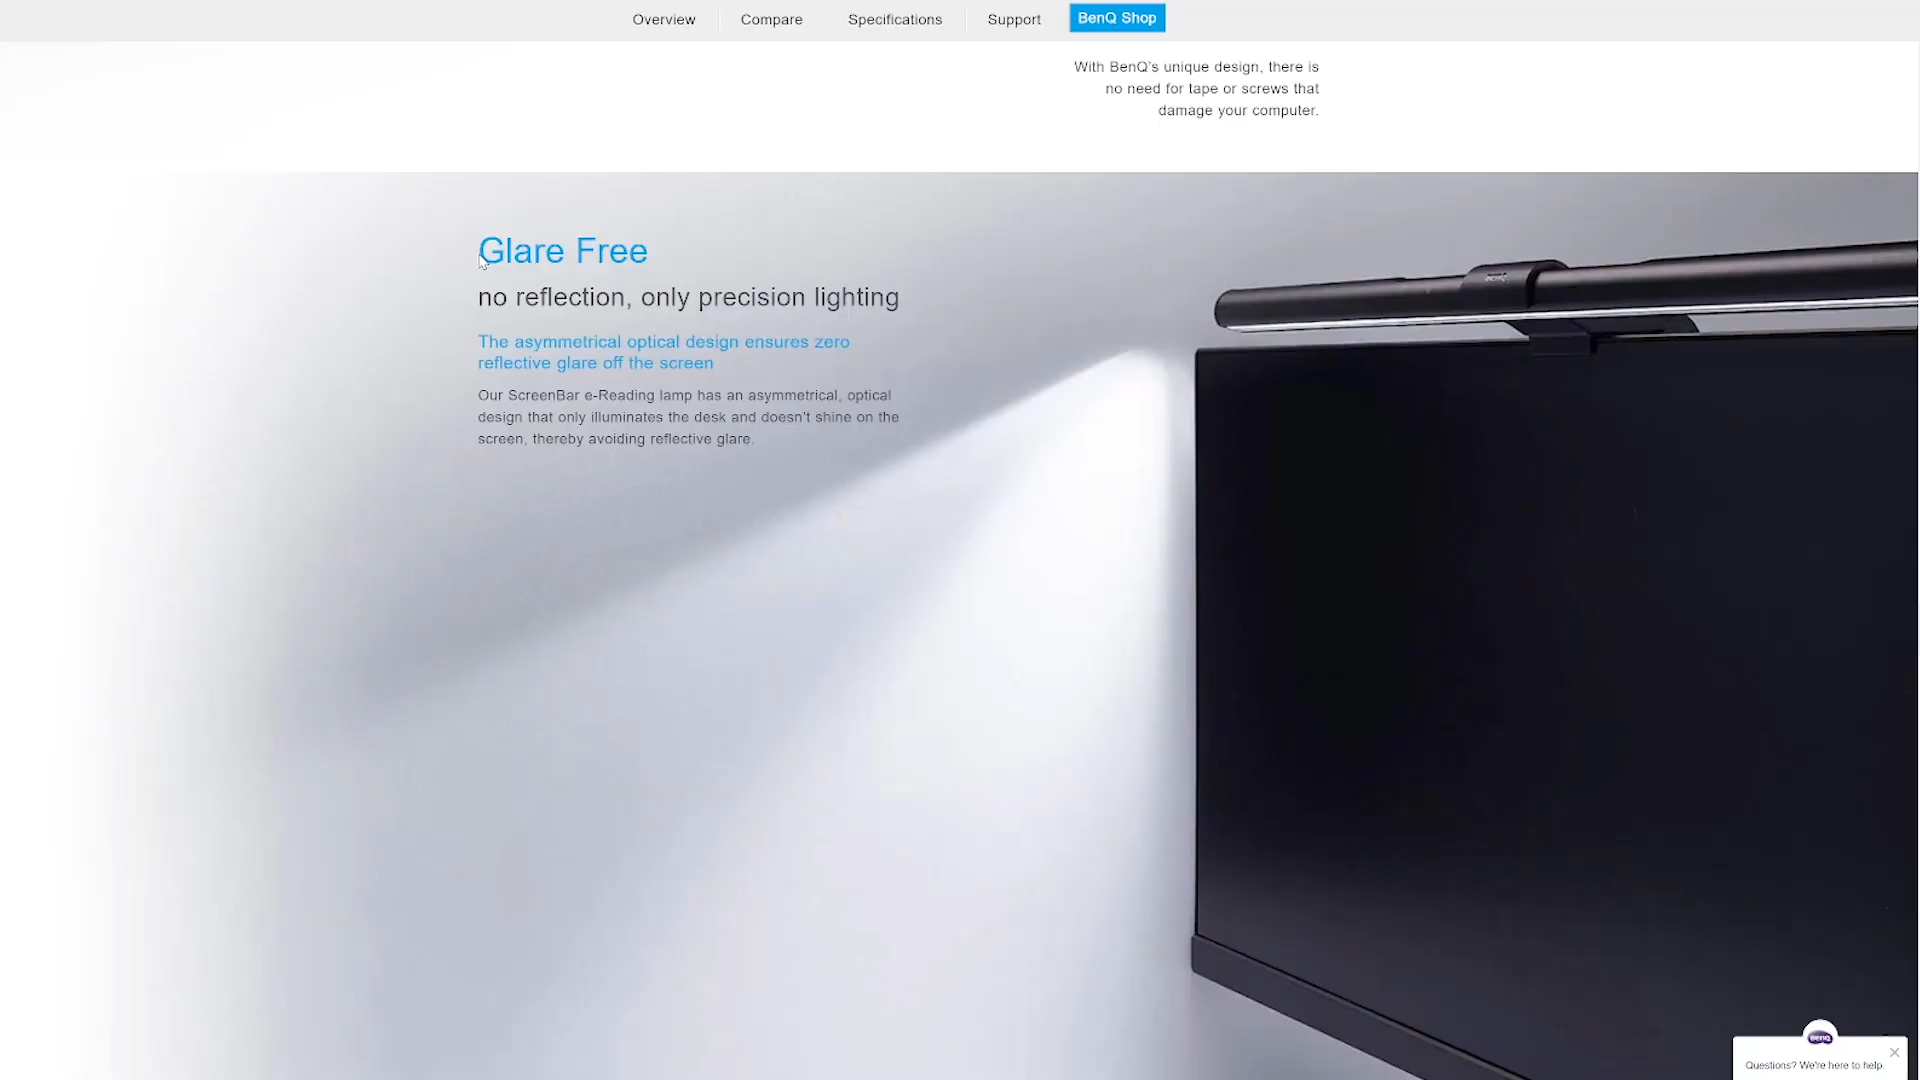 Overview
Compare
Specifications
Support
BenQ Shop
With BenQ's unique design, there is
no need for tape or screws that
damage your computer.
Glare Free
no reflection, only precision lighting
The asymmetrical optical design ensures zero
reflective glare off the screen
Our ScreenBar e-Reading lamp has an asymmetrical, optical
design that only illuminates the desk and doesn't shine on the
screen, thereby avoiding reflective glare.
BenQ
BenQ
Questions? We're here to help.